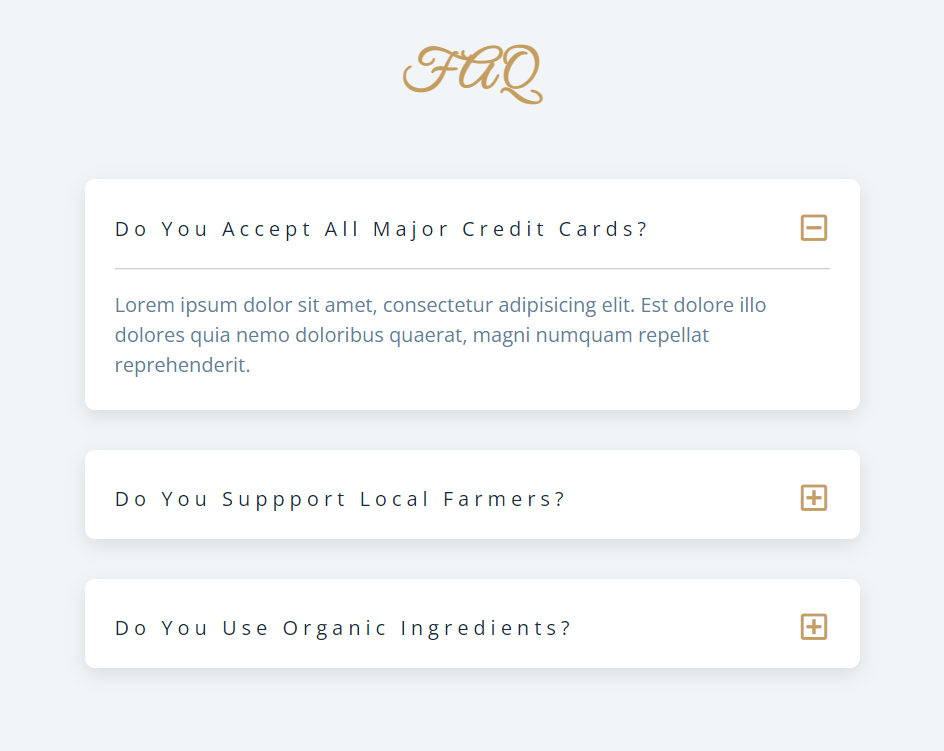 FAQ
Do You Accept All Major Credit Cards?
Lorem ipsum dolor sit amet, consectetur adipisicing elit. Est dolore illo
dolores quia nemo doloribus quaerat, magni numquam repellat
reprehenderit.
Do You Suppport Local Farmers?
Do You Use Organic Ingredients?